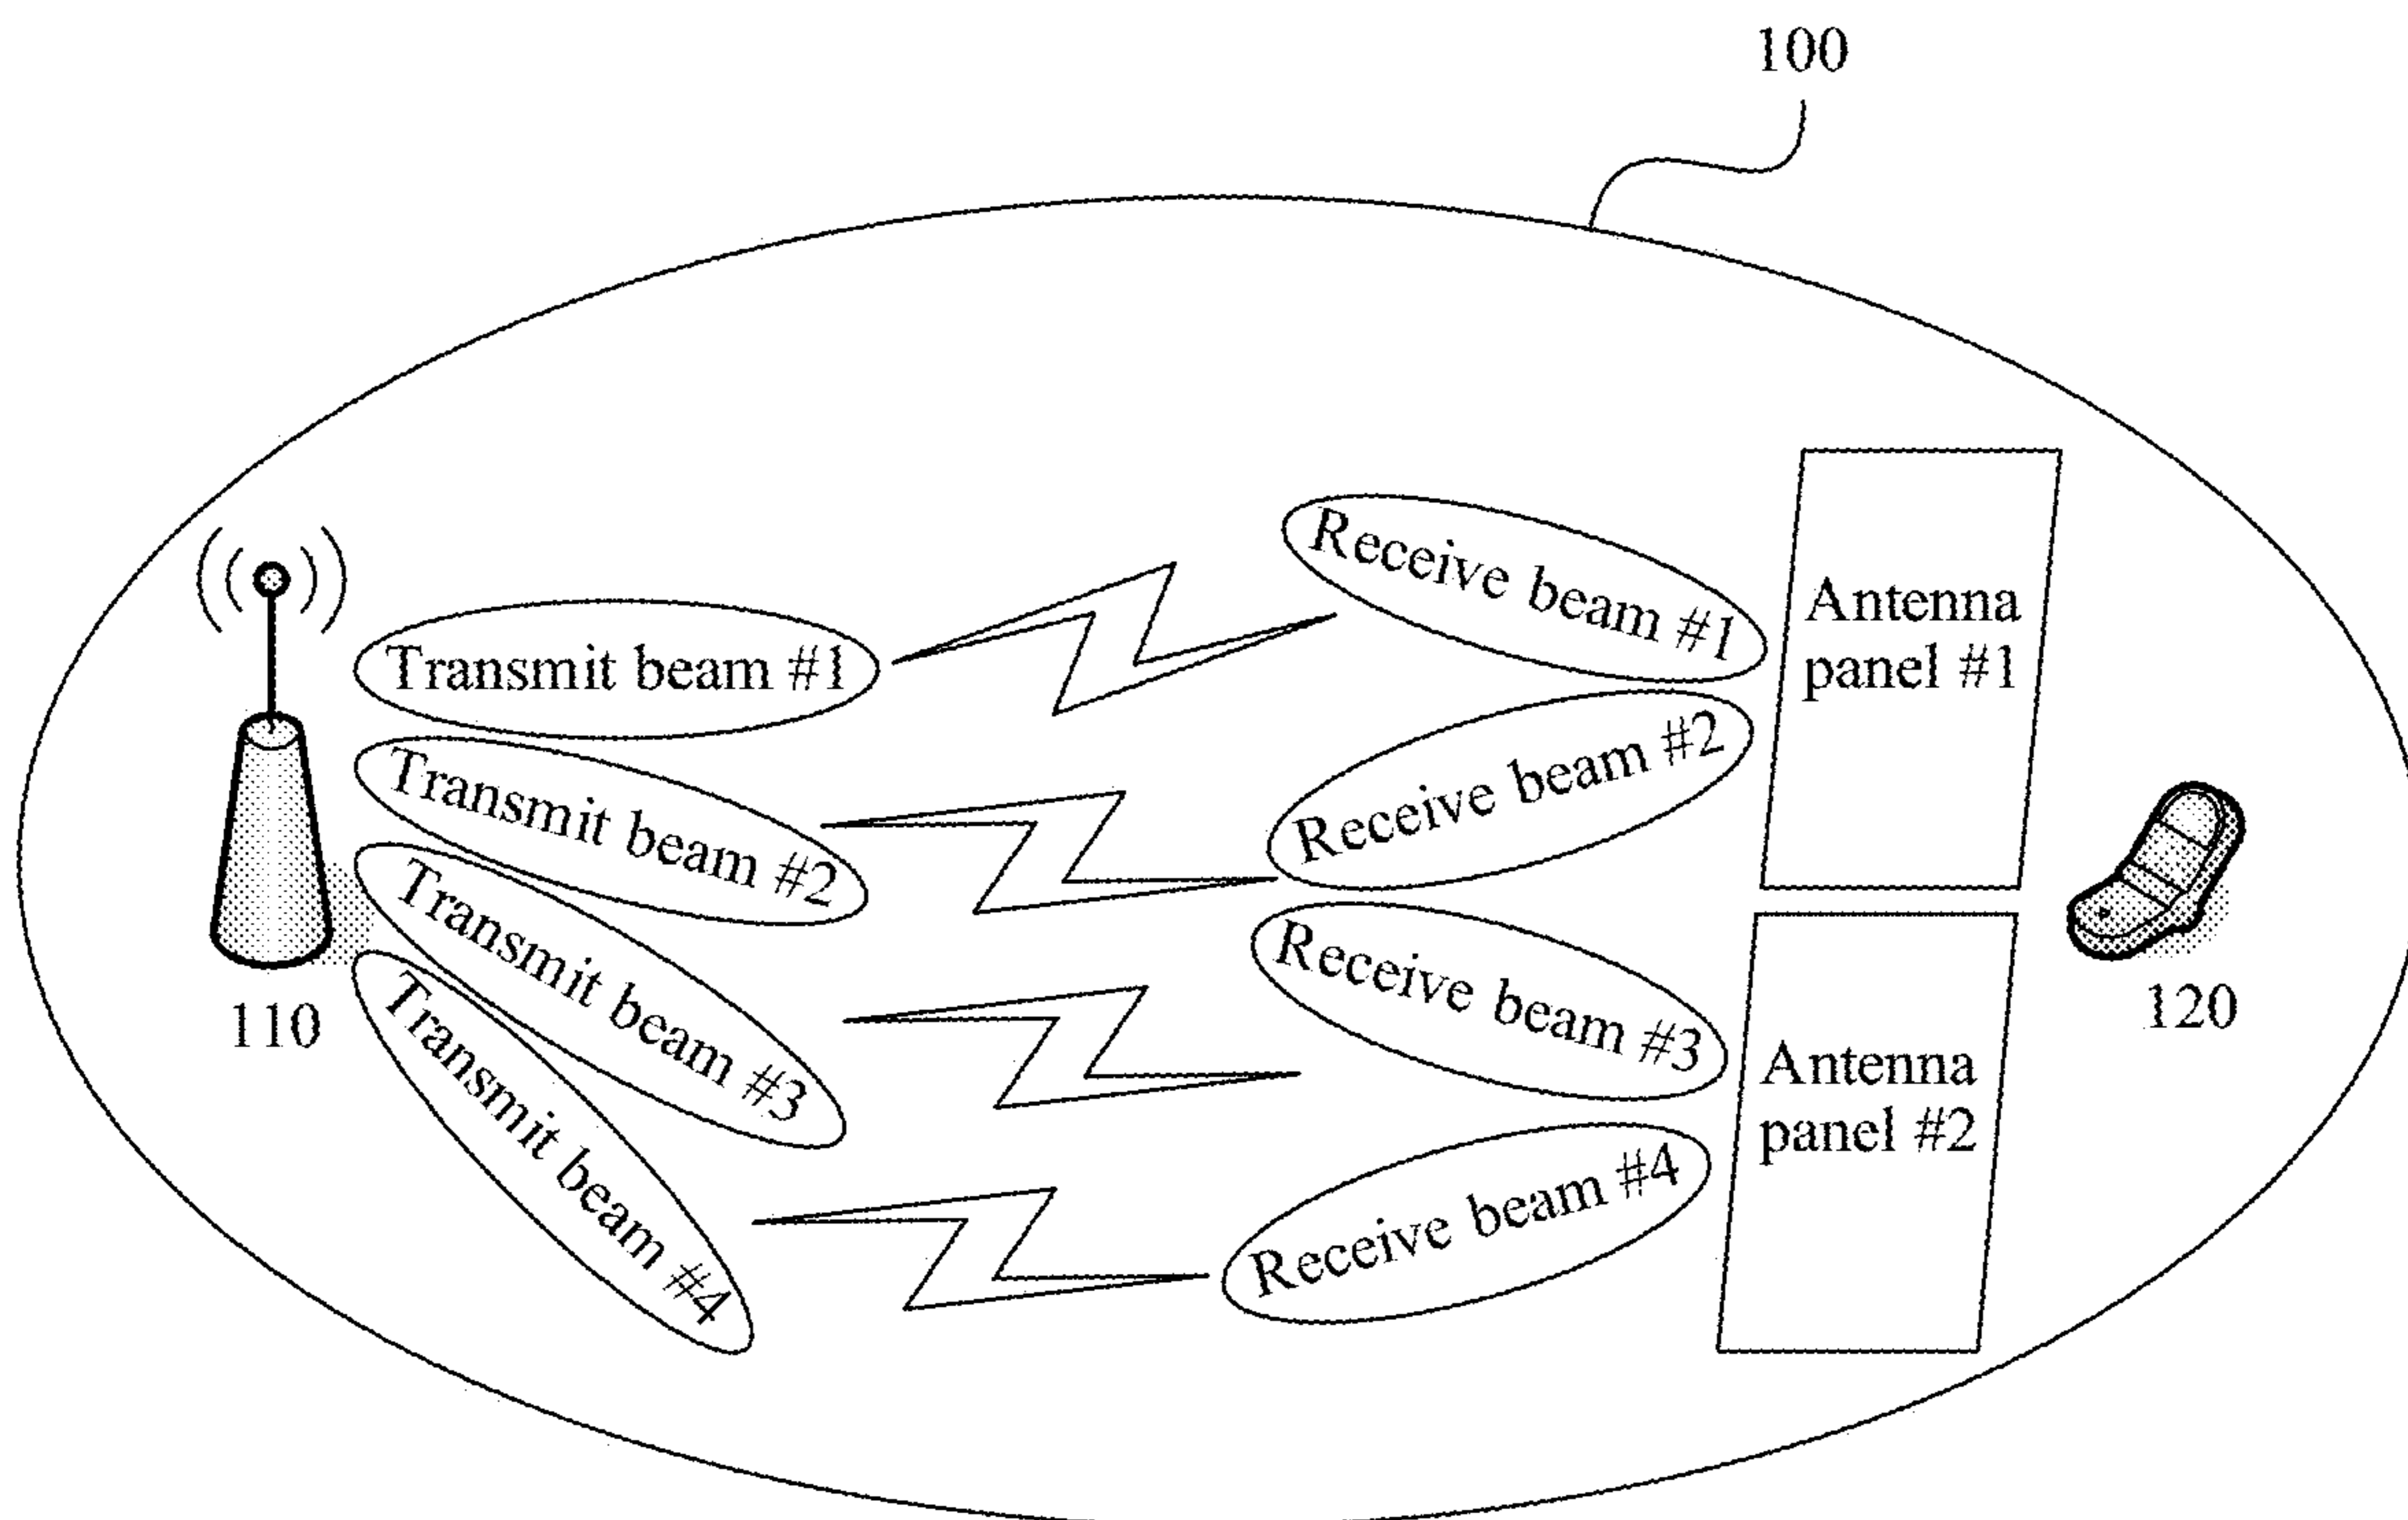 100
Transmit beam #1
Transmit beam #2
Transmit beam #3
Transmit beam #4
110
Receive beam #1
Receive beam #2
Receive beam #3
Receive beam #4
Antenna
panel #1
Antenna
panel #2
120